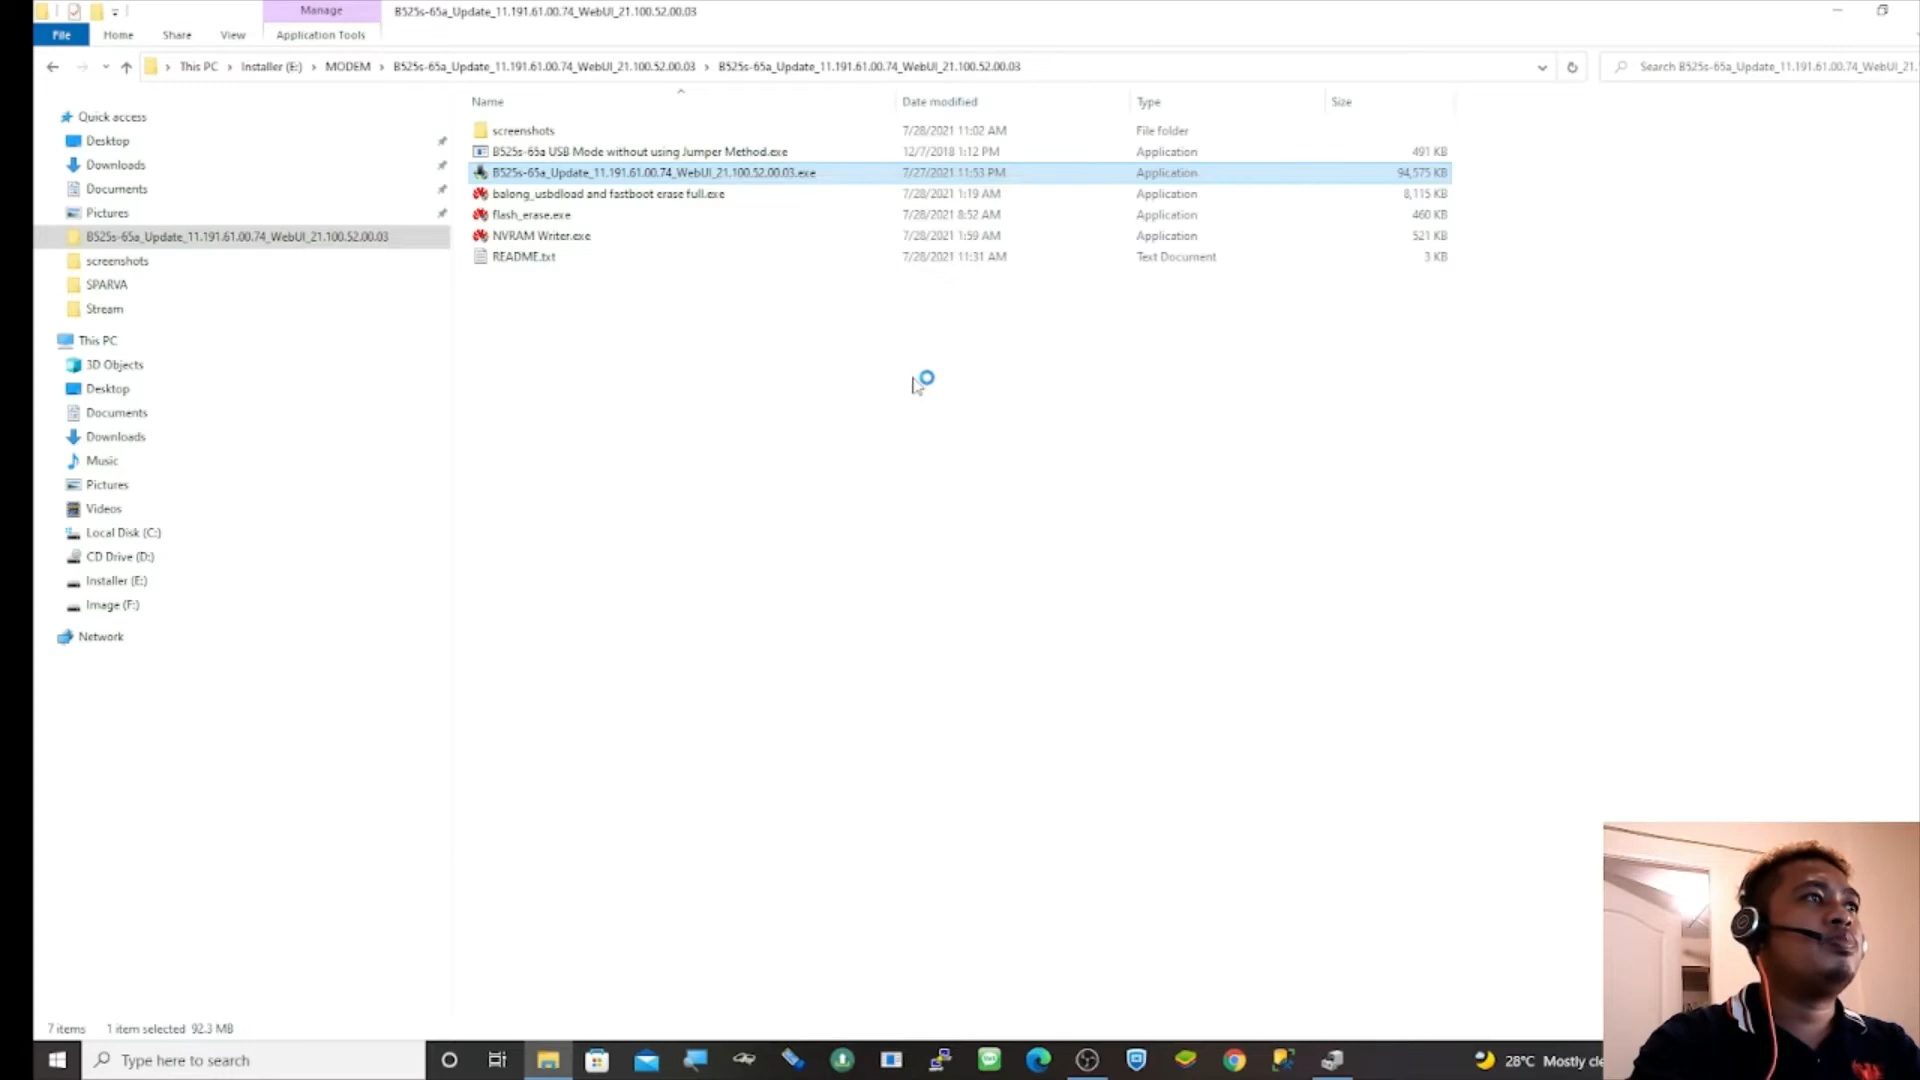 Manage B525s-65a_Update_11.191.61.00.74_WebUI_21.100.52.00.03
File Home Share View Application Tools
This PC Installer (E:) MODEM B525s-65a_Update_11.191.61.00.74_WebUI_21.100.52.00.03 B525s-65a_Update_11.191.61.00.74_WebUI_21.100.52.00.03 Search B525s-65a_Update_11.191.61.00.74_WebUI_21.
Quick access
Desktop
Downloads
Documents
Pictures
B525s-65a_Update_11.191.61.00.74_WebUI_21.100.52.00.03
screenshots
SPARVA
Stream
This PC
3D Objects
Desktop
Documents
Downloads
Music
Pictures
Videos
Local Disk (C:)
CD Drive (D:)
Installer (E:)
Image (F:)
Network
Name Date modified Type Size
screenshots 7/28/2021 11:02 AM File folder
B525s-65a USB Mode without using Jumper Method.exe 12/7/2018 1:12 PM Application 491 KB
B525s-65a_Update_11.191.61.00.74_WebUI_21.100.52.00.03.exe 7/27/2021 11:53 PM Application 94,575 KB
balong_usbdload and fastboot erase full.exe 7/28/2021 1:19 AM Application 8,115 KB
flash_erase.exe 7/28/2021 8:52 AM Application 460 KB
NVRAM Writer.exe 7/28/2021 1:59 AM Application 521 KB
README.txt 7/28/2021 11:31 AM Text Document 3 KB
7 items 1 item selected 92.3 MB
Type here to search 28°C Mostly cle